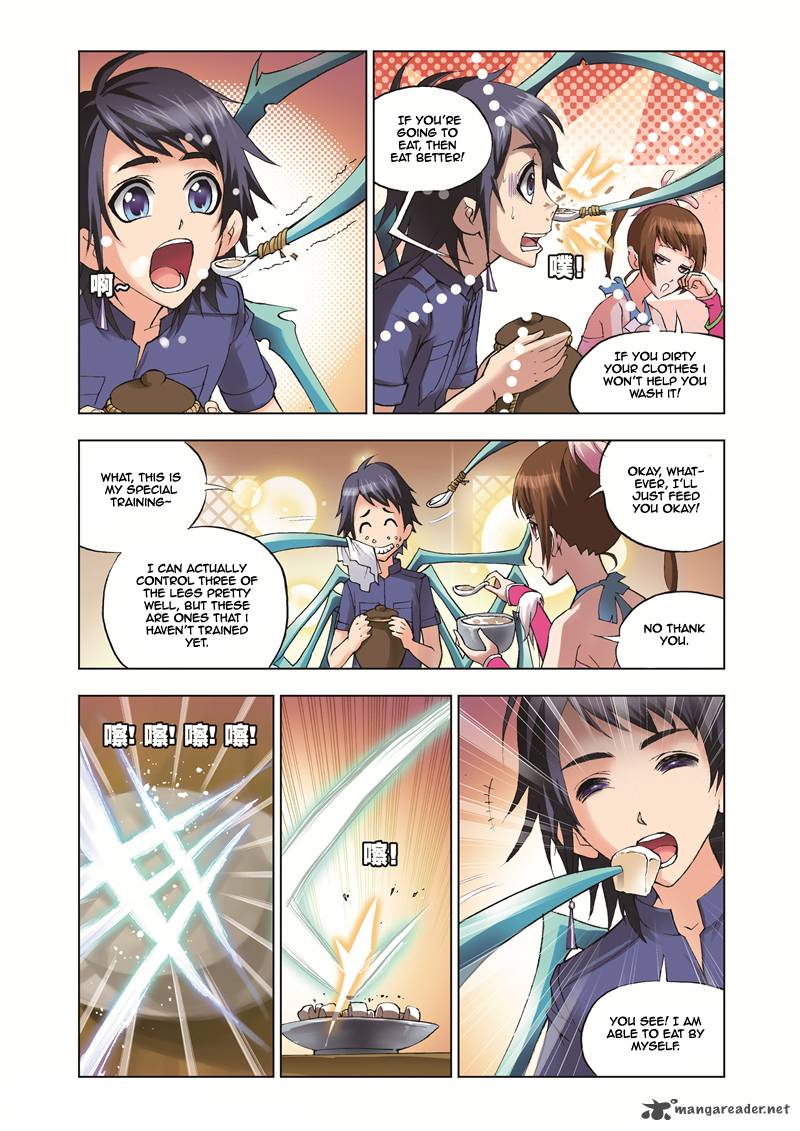 啊~
IF YOU'RE
GOING TO
EAT, THEN
EAT BETTER!
噗!
IF YOU DIRTY
YOUR CLOTHES I
WON'T HELP YOU
WASH IT!
WHAT, THIS IS
MY SPECIAL
TRAINING~
I CAN ACTUALLY
CONTROL THREE OF
THE LEGS PRETTY
WELL, BUT THESE
ARE ONES THAT I
HAVEN'T TRAINED
YET.
OKAY, WHAT-
EVER, I'LL
JUST FEED
YOU OKAY!
NO THANK
YOU.
嚓! 嚓! 嚓! 嚓!
嚓!
YOU SEE! I AM
ABLE TO EAT BY
MYSELF.
mangareader.net